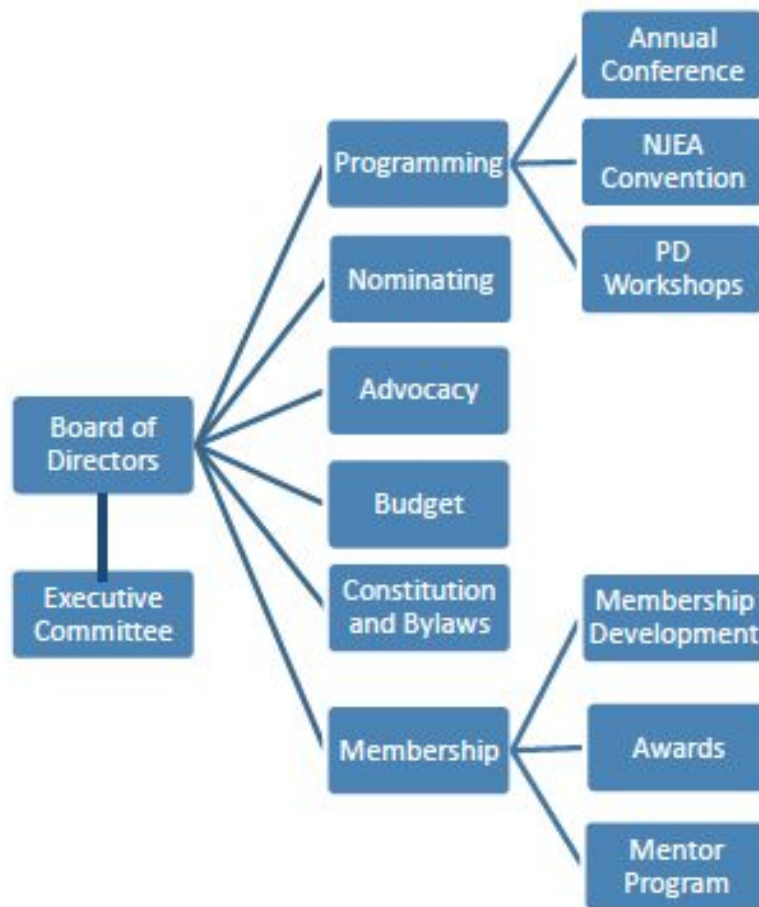 Board of
Directors
Executive
Committee
Programming
Nominating
Advocacy
Budget
Constitution
and Bylaws
Membership
Annual
Conference
NJEA
Convention
PD
Workshops
Membership
Development
Awards
Mentor
Program